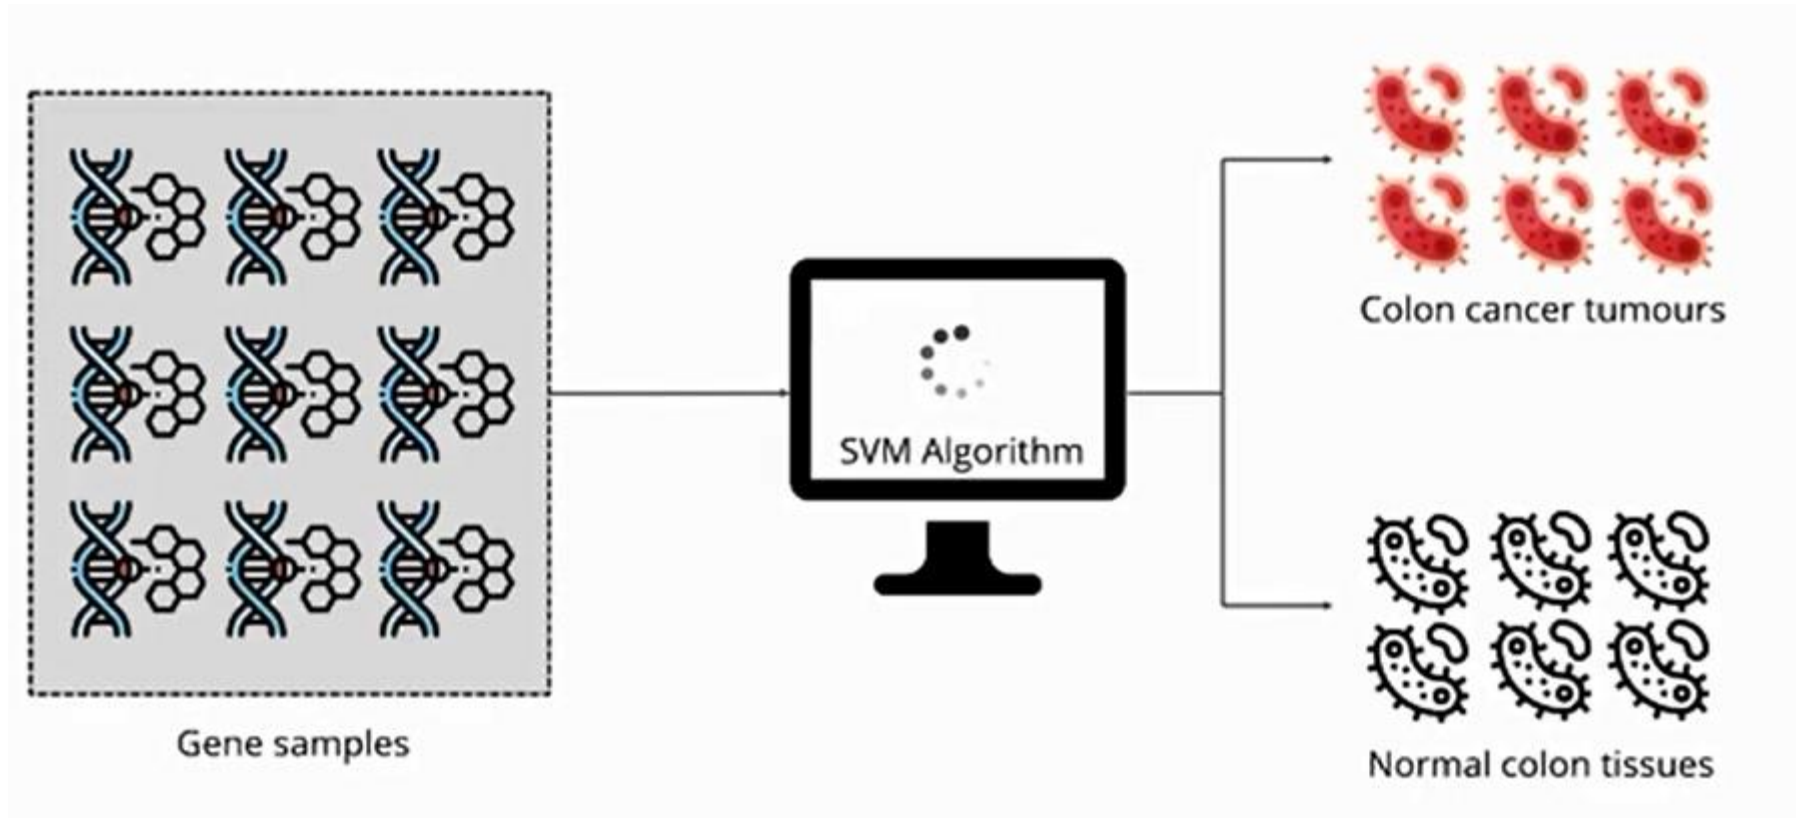 Gene samples
SVM Algorithm
Colon cancer tumours
Normal colon tissues